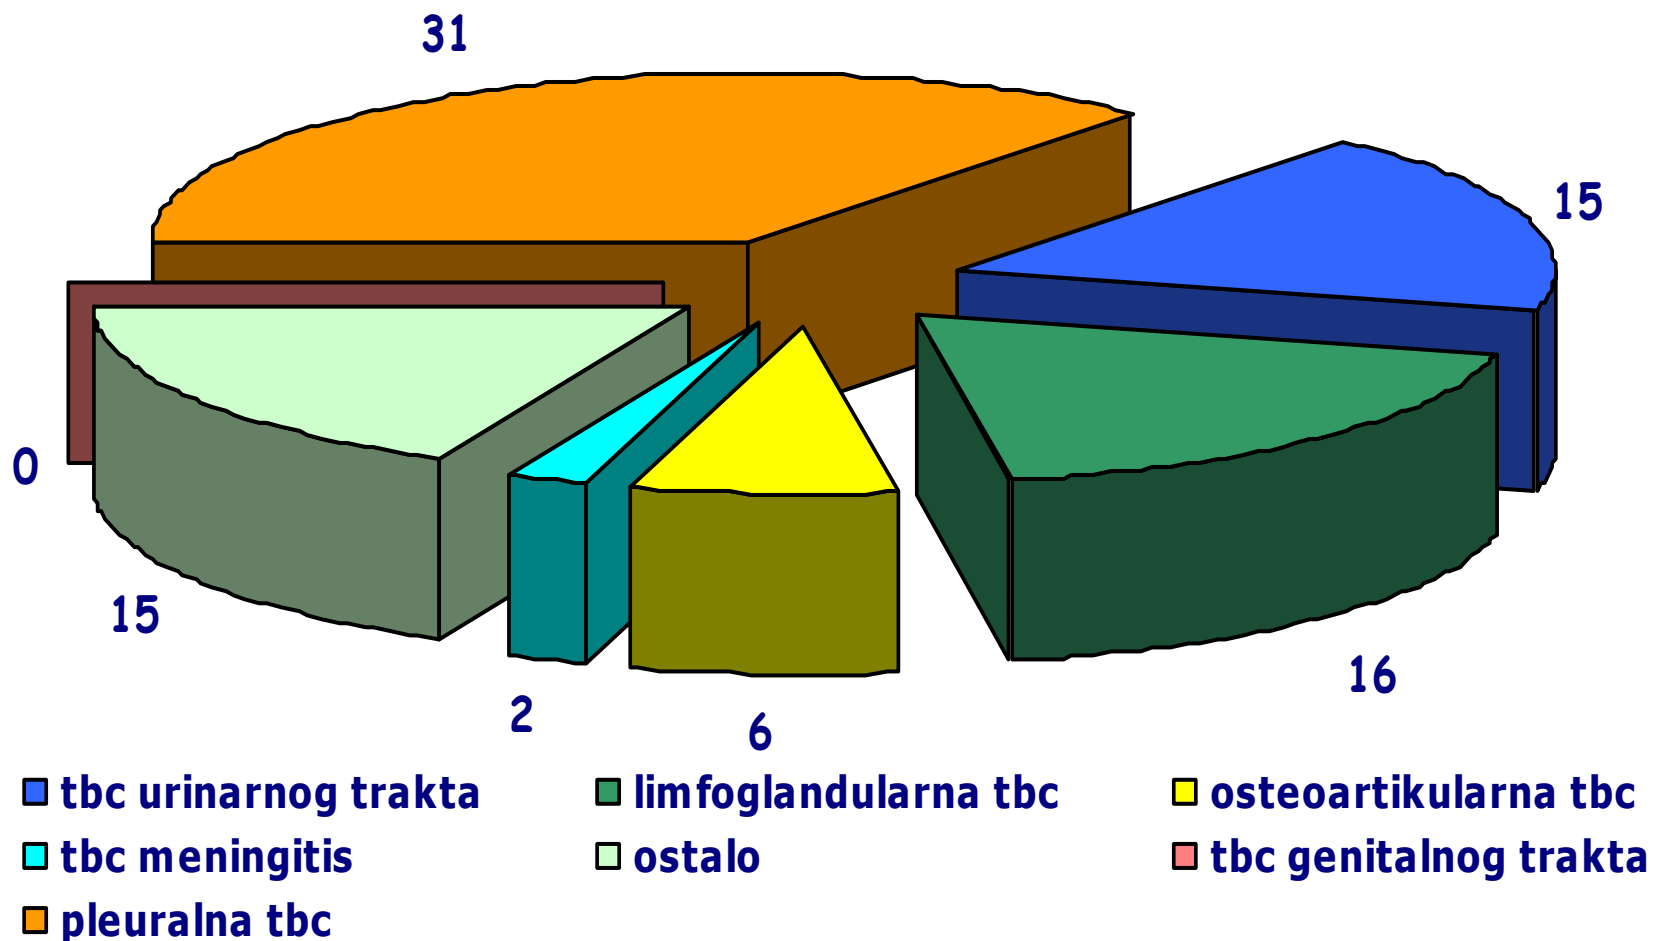 31
15
0
15
2
6
16
tbc urinarnog trakta
limfoglandularna tbc
osteoartikularna tbc
tbc meningitis
ostalo
tbc genitalnog trakta
pleuralna tbc